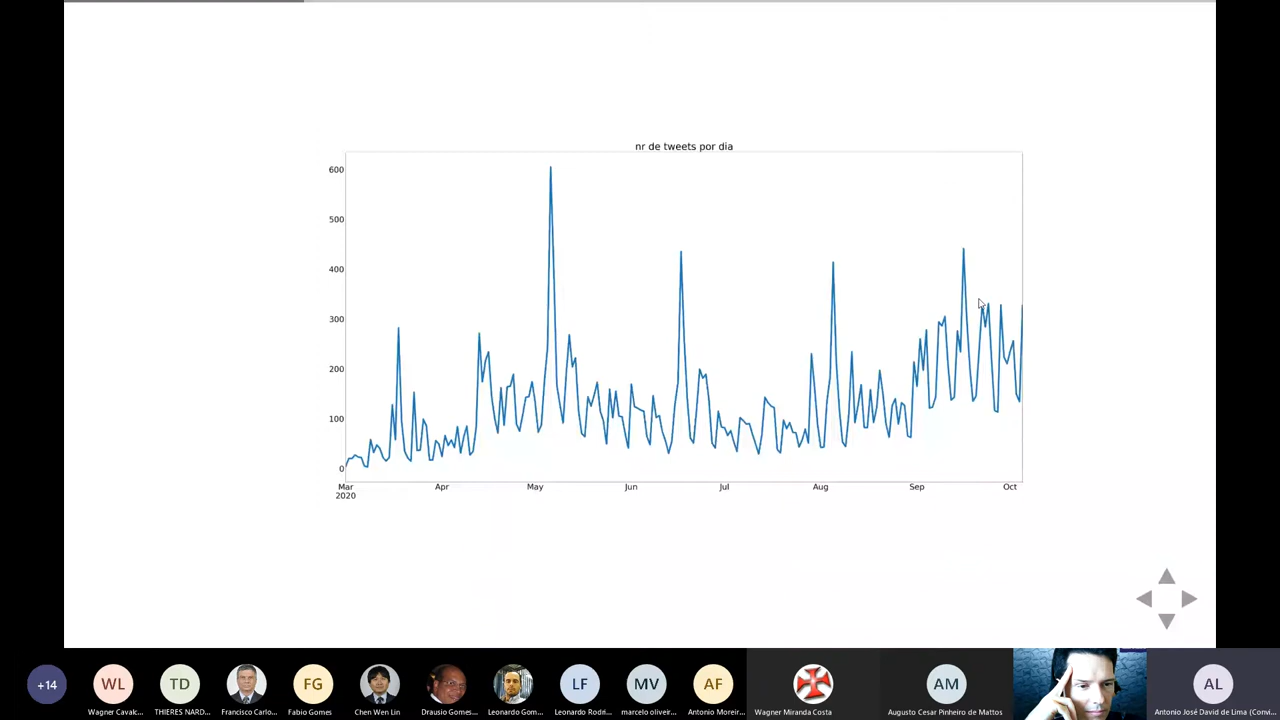 nr de tweets por dia
600
500
400
300
200
100
0
Mar Apr May Jun Jul Aug Sep Oct
2020
+14 WL TD FG LF MV AF AM AL
Wagner Cavalc... THIERES NARD... Francisco Carlo... Fabio Gomes Chen Wen Lin Drausio Gomes... Leonardo Gom... Leonardo Rodri... marcelo oliveir... Antonio Moreir... Wagner Miranda Costa Augusto Cesar Pinheiro de Mattos Antonio José David de Lima (Convi...